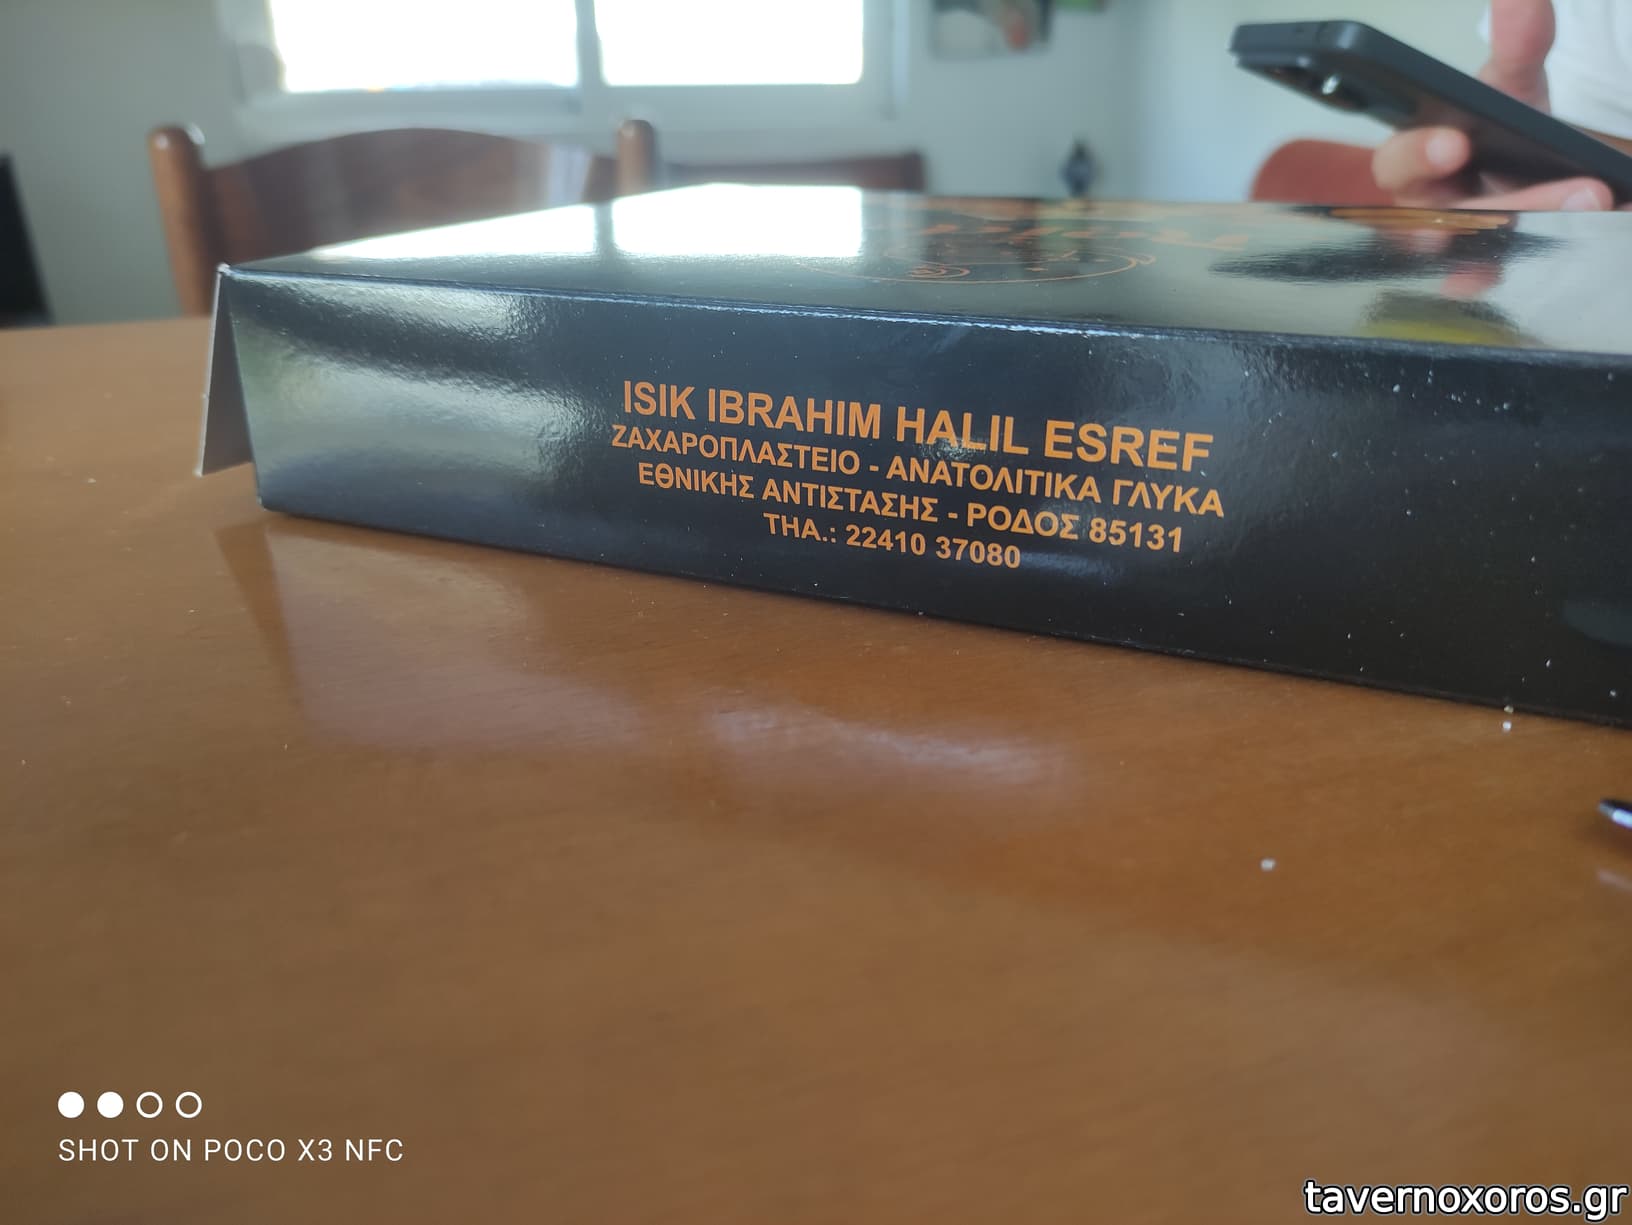 ISIK IBRAHIM HALIL ESREF
ΖΑΧΑΡΟΠΛΑΣΤΕΙΟ - ΑΝΑΤΟΛΙΤΙΚΑ ΓΛΥΚΑ
ΕΘΝΙΚΗΣ ΑΝΤΙΣΤΑΣΗΣ - ΡΟΔΟΣ 85131
ΤΗΛ.: 22410 37080
SHOT ON POCO X3 NFC
tavernoxoros.gr